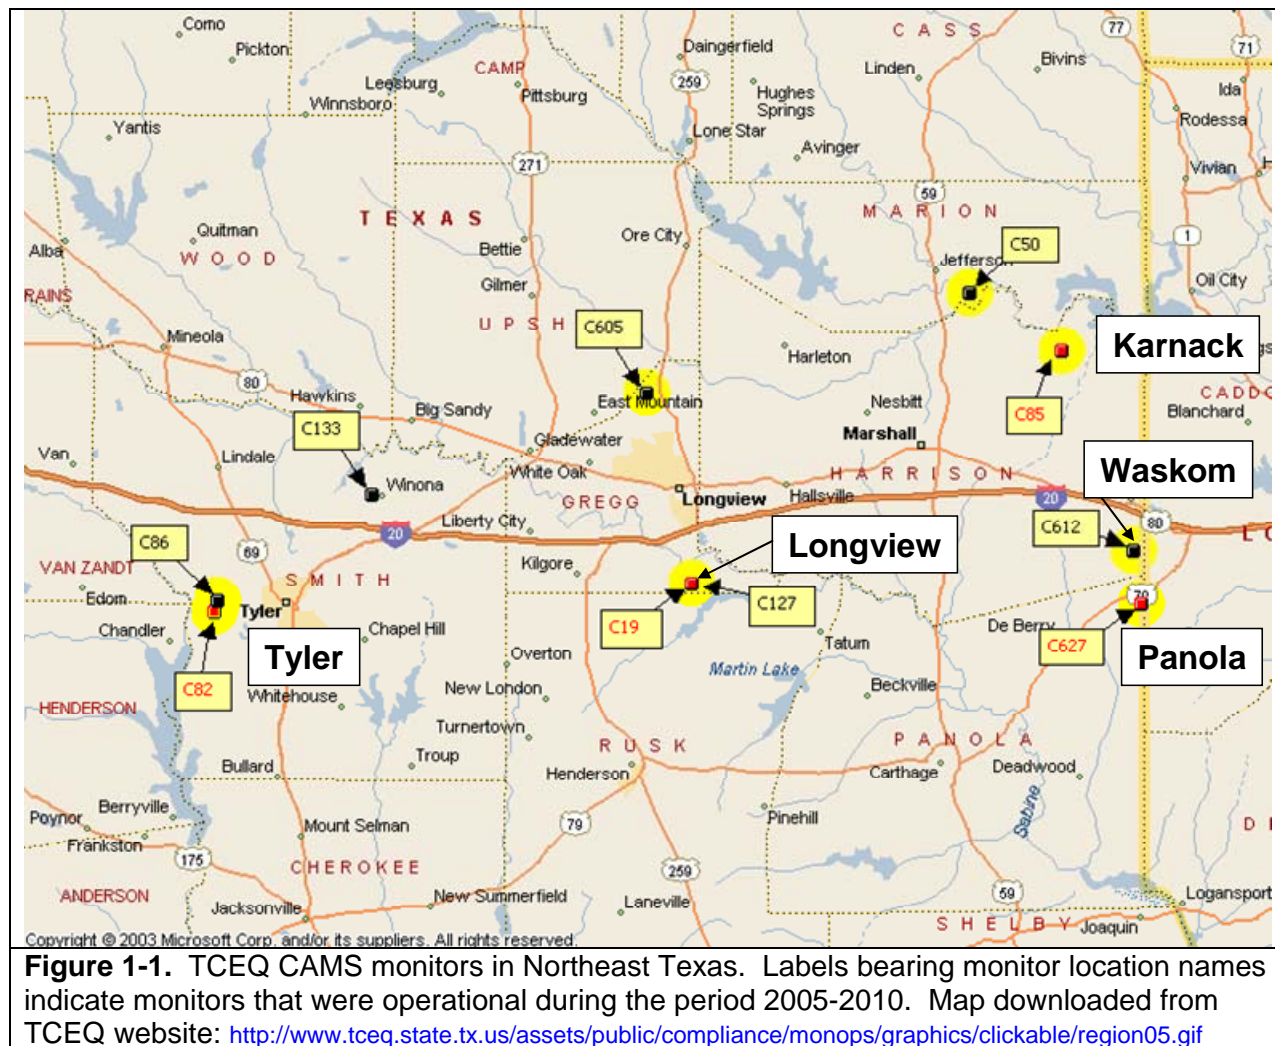 Como
Pickton
CAMP
Leesburg
Pittsburg
Winnsboro
Yantis
Daingerfield
259
Hughes
Springs
Lone Star
Avinger
CASS
Linden
Bivins
77
71
Ida
Rodessa
Vivian
271
TEXAS
Quitman
WOOD
Alba
RAINS
Bettie
Gilmer
Ore City
UPSH
59
MARION
Jefferson
C50
1
Oil City
Mineola
C605
Harleton
Karnack
C85
CADDO
Blanchard
80
Hawkins
Big Sandy
East Mountain
Nesbitt
Marshall
C133
Gladewater
White Oak
Van
Lindale
Winona
GREGG
Longview
Hallsville
HARRISON
Waskom
20
Liberty City
20
80
C612
C86
69
Kilgore
Longview
VAN ZANDT
SMITH
Edom
Tyler
Chandler
Chapel Hill
C19
C127
De Berry
79
C627
Panola
Tyler
C82
Whitehouse
Overton
Tatum
Martin Lake
Beckville
HENDERSON
New London
Turnertown
Troup
RUSK
PANOLA
Bullard
Henderson
Carthage
Deadwood
Sabine
Berryville
Poynor
Frankston
Mount Selman
79
Pinehill
175
CHEROKEE
259
ANDERSON
New Summerfield
Laneville
59
Logansport
Jacksonville
SHELBY
Joaquin
Copyright © 2003 Microsoft Corp. and/or its suppliers. All rights reserved.
Figure 1-1. TCEQ CAMS monitors in Northeast Texas. Labels bearing monitor location names
indicate monitors that were operational during the period 2005-2010. Map downloaded from
TCEQ website: http://www.tceq.state.tx.us/assets/public/compliance/monops/graphics/clickable/region05.gif